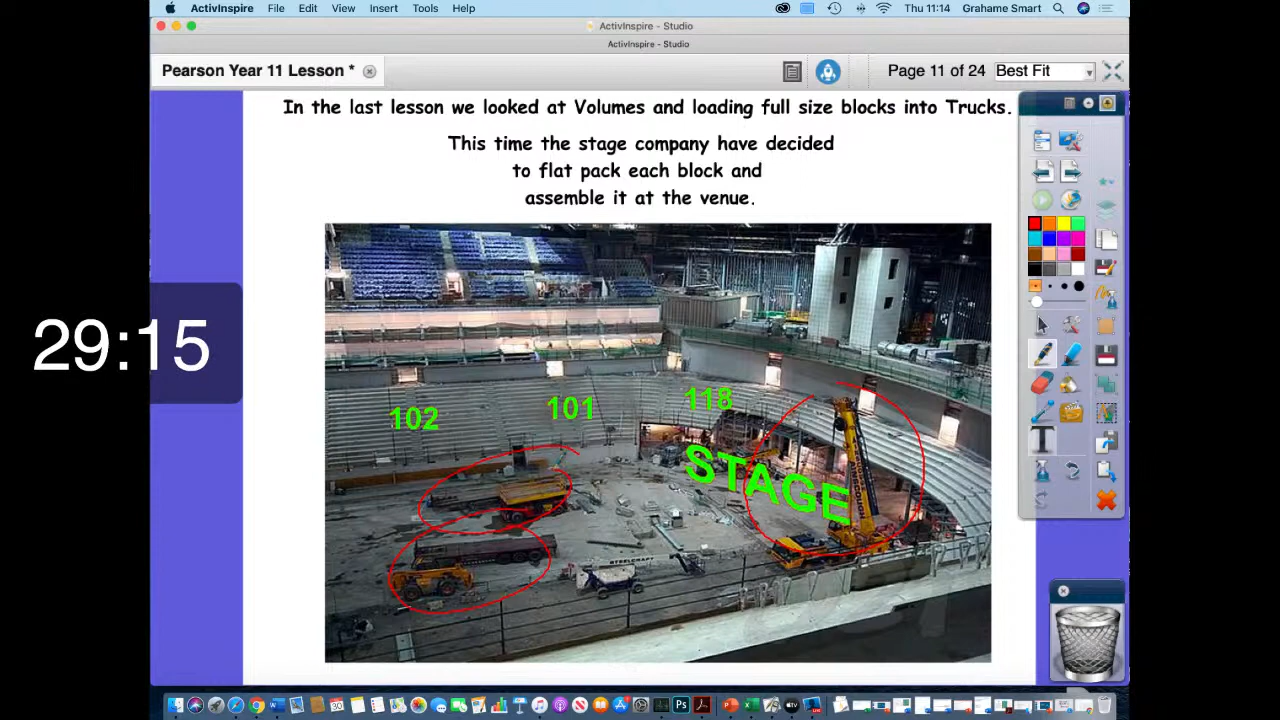 ActivInspire File Edit View Insert Tools Help Thu 11:14 Grahame Smart
ActivInspire - Studio
ActivInspire - Studio
Pearson Year 11 Lesson * Page 11 of 24 Best Fit
In the last lesson we looked at Volumes and loading full size blocks into Trucks.
This time the stage company have decided
to flat pack each block and
assemble it at the venue.
29:15
102 101 118
STAGE
STEELCRAFT